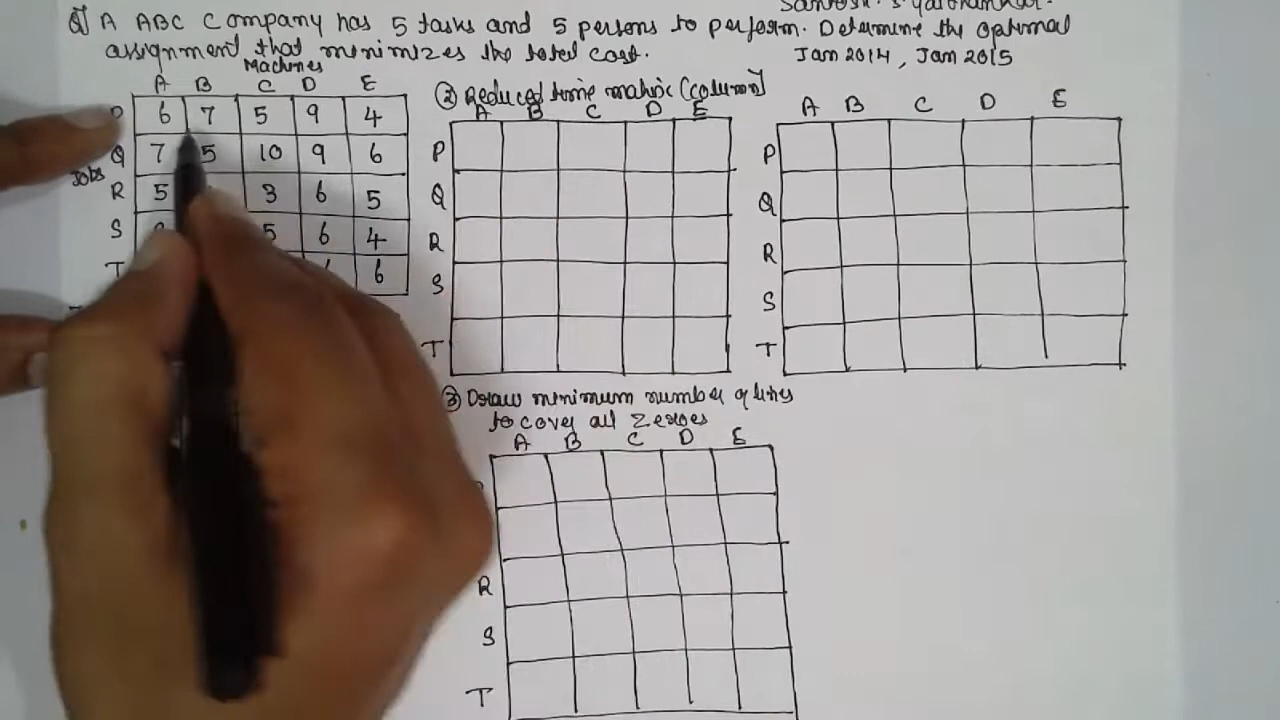 Q) A ABC Company has 5 tasks and 5 persons to perform. Determine the optimal
assignment that minimizes the total cost. Jan 2014, Jan 2015
Machines
A B C D E
P 6 7 5 9 4
Q 7 5 10 9 6
Jobs
R 5 3 6 5
S 5 6 4
T 6
② Reduced time matrix (column)
A B C D E
P
Q
R
S
T
A B C D E
P
Q
R
S
T
③ Draw minimum number of lines
to cover all Zeroes
A B C D E
R
S
T